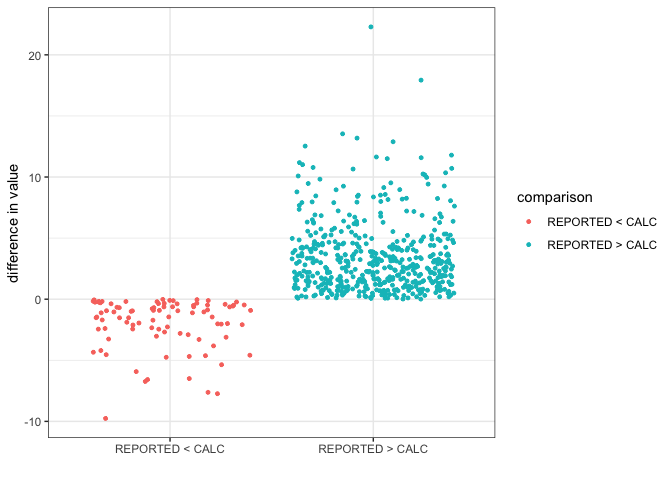 20
10
0
-10
difference in value
REPORTED < CALC
REPORTED > CALC
comparison
REPORTED < CALC
REPORTED > CALC